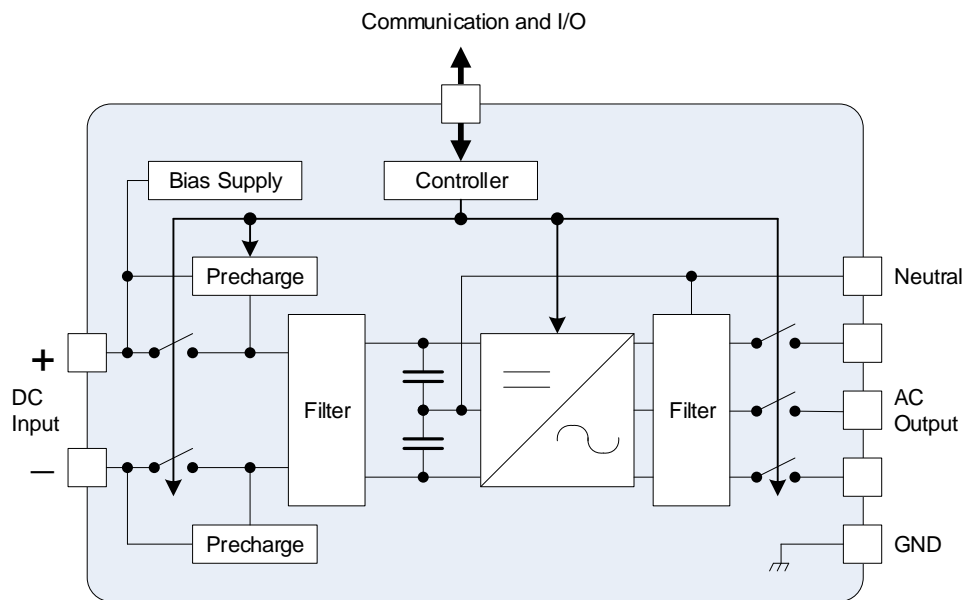 Communication and I/O
Bias Supply
Controller
Precharge
Neutral
+
DC
Input
–
Filter
Filter
AC
Output
Precharge
GND